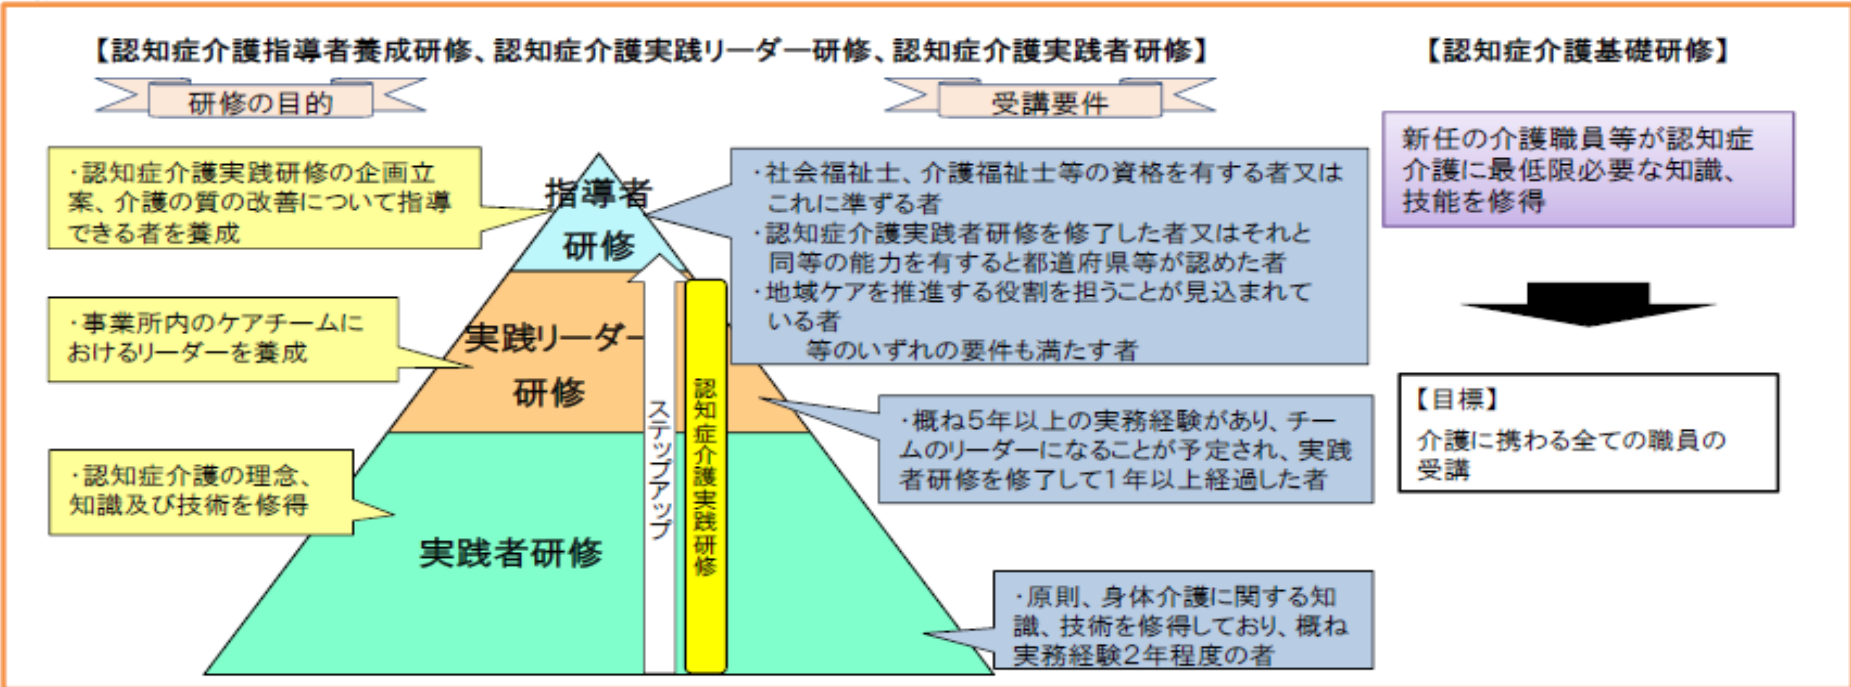 【認知症介護指導者養成研修、認知症介護実践リーダー研修、認知症介護実践者研修】
【認知症介護基礎研修】
研修の目的
受講要件
・認知症介護実践研修の企画立
案、介護の質の改善について指導
できる者を養成
指導者
研修
・社会福祉士、介護福祉士等の資格を有する者又は
これに準ずる者
・認知症介護実践者研修を修了した者又はそれと
同等の能力を有すると都道府県等が認めた者
・地域ケアを推進する役割を担うことが見込まれて
いる者
等のいずれの要件も満たす者
新任の介護職員等が認知症
介護に最低限必要な知識、
技能を修得
・事業所内のケアチームに
おけるリーダーを養成
実践リーダー
研修
・概ね5年以上の実務経験があり、チー
ムのリーダーになることが予定され、実践
者研修を修了して1年以上経過した者
【目標】
介護に携わる全ての職員の
受講
・認知症介護の理念、
知識及び技術を修得
実践者研修
ステップアップ
認知症介護実践研修
・原則、身体介護に関する知
識、技術を修得しており、概ね
実務経験2年程度の者